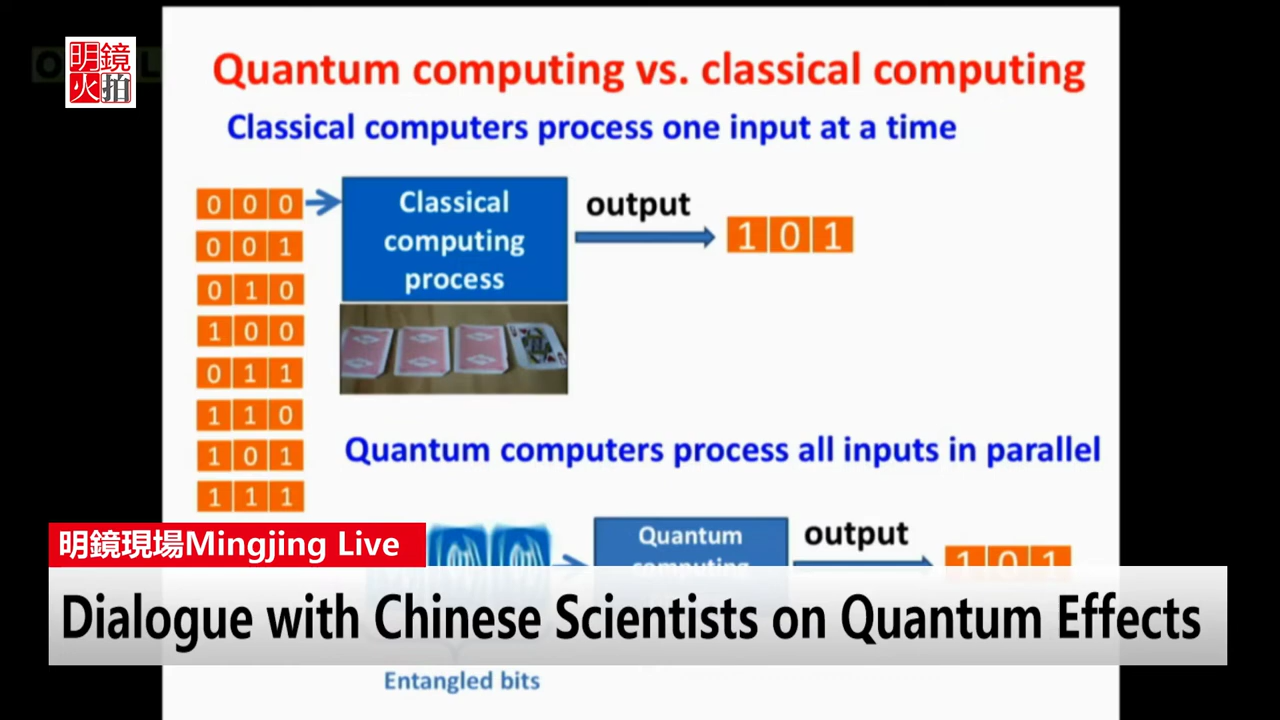 明鏡
火拍
Quantum computing vs. classical computing
Classical computers process one input at a time
0 0 0
0 0 1
0 1 0
1 0 0
0 1 1
1 1 0
1 0 1
1 1 1
Classical
computing
process
output
1 0 1
Quantum computers process all inputs in parallel
Quantum
computing
output
1 0 1
明鏡現場Mingjing Live
Dialogue with Chinese Scientists on Quantum Effects
Entangled bits